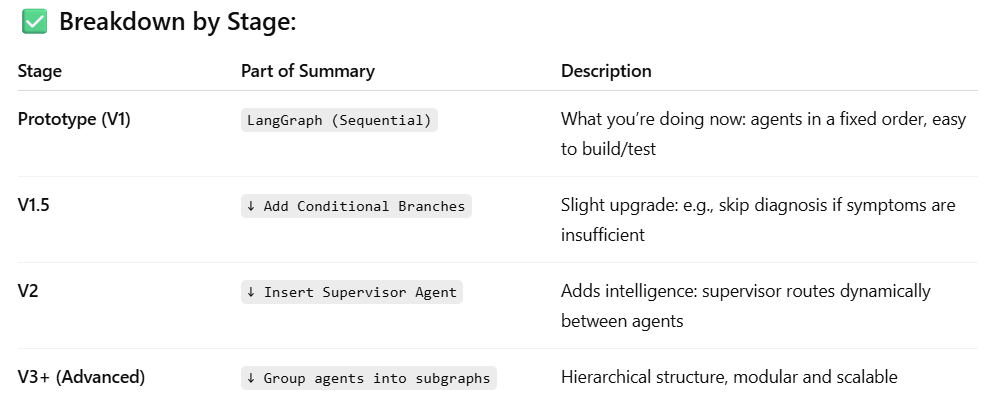 ✅ Breakdown by Stage:
Stage Part of Summary Description
Prototype (V1) LangGraph (Sequential) What you’re doing now: agents in a fixed order, easy
to build/test
V1.5 ↓ Add Conditional Branches Slight upgrade: e.g., skip diagnosis if symptoms are
insufficient
V2 ↓ Insert Supervisor Agent Adds intelligence: supervisor routes dynamically
between agents
V3+ (Advanced) ↓ Group agents into subgraphs Hierarchical structure, modular and scalable